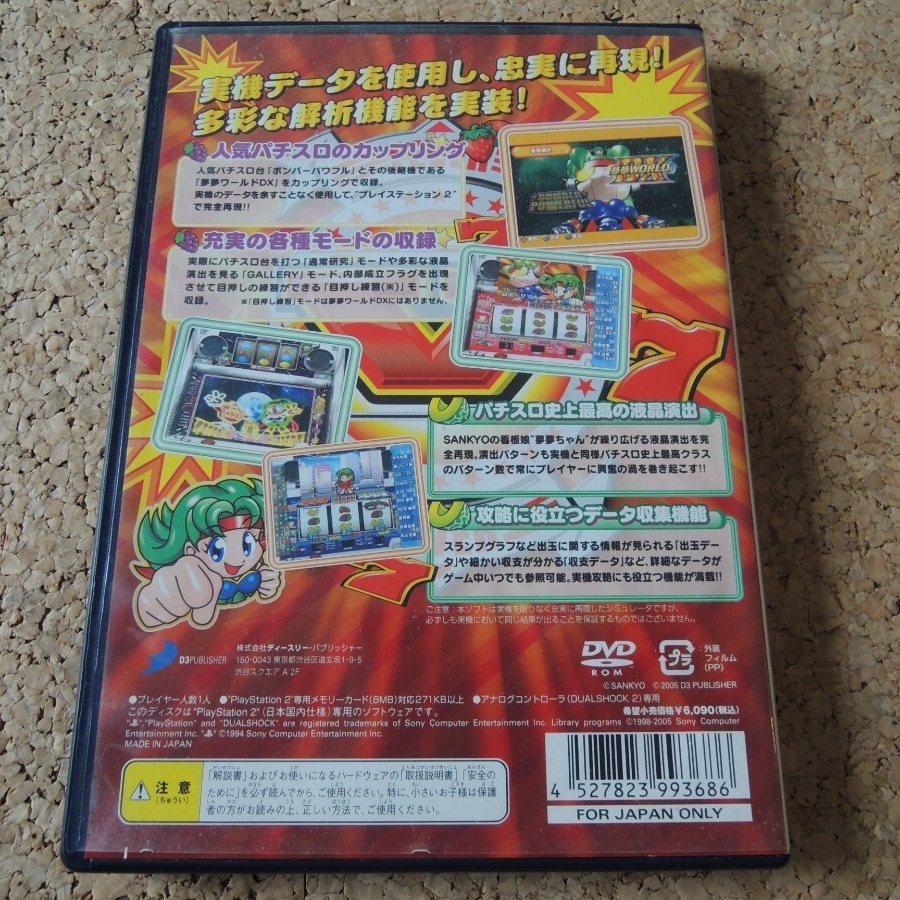 実機データを使用し、忠実に再現!
多彩な解析機能を実装!
人気パチスロのカップリング
人気パチスロ台「ボンバーパワフル」とその後継機である
「夢夢ワールドDX」をカップリングで収録。
実機のデータを余すことなく使用して、"プレイステーション 2"
で完全再現!!
夢夢WORLD
充実の各種モードの収録
実際にパチスロ台を打つ「通常研究」モードや多彩な液晶
演出を見る「GALLERY」モード、内部成立フラグを出現
させて目押しの練習ができる「目押し練習(※)」モードを
収録。
※「目押し練習」モードは夢夢ワールドDXにはありません。
パチスロ史上最高の液晶演出
SANKYOの看板娘"夢夢ちゃん"が繰り広げる液晶演出を完
全再現。演出パターンも実機と同様パチスロ史上最高クラス
のパターン数で常にプレイヤーに興奮の渦を巻き起こす!!
攻略に役立つデータ収集機能
スランプグラフなど出玉に関する情報が見られる「出玉デー
タ」や細かい収支が分かる「収支データ」など、詳細なデータが
ゲーム中いつでも参照可能。実機攻略にも役立つ機能が満載!!
ご注意:本ソフトは実機を限りなく忠実に再現したシミュレータですが、
必ずしも実機において同じ結果が出ることを保証するものではございません。
D3PUBLISHER
株式会社ディースリー・パブリッシャー
150-0043 東京都渋谷区道玄坂1-9-5
渋谷スクエア A 2F
DVD
ROM
プラ
:外装
フィルム
(PP)
©SANKYO ©2005 D3 PUBLISHER
●プレイヤー人数1人 ●"PlayStation 2"専用メモリーカード(8MB)対応271KB以上 ●アナログコントローラ(DUALSHOCK 2)専用
このディスクは"PlayStation 2"(日本国内仕様)専用のソフトウェアです。
希望小売価格¥6,090(税込)
","PlayStation" and "DUALSHOCK" are registered trademarks of Sony Computer Entertainment Inc. Library programs ©1998-2005 Sony Computer
Entertainment Inc. " "©1994 Sony Computer Entertainment Inc.
MADE IN JAPAN
注意
(ちゅうい)
「解説書」およびお使いになるハードウェアの「取扱説明書」「安全の
ために」を必ず読んでから、ご使用ください。特に、小さいお子様は保護
者の方がお読みの上、正しい方法で、ご使用ください。
4 527823 993686
FOR JAPAN ONLY